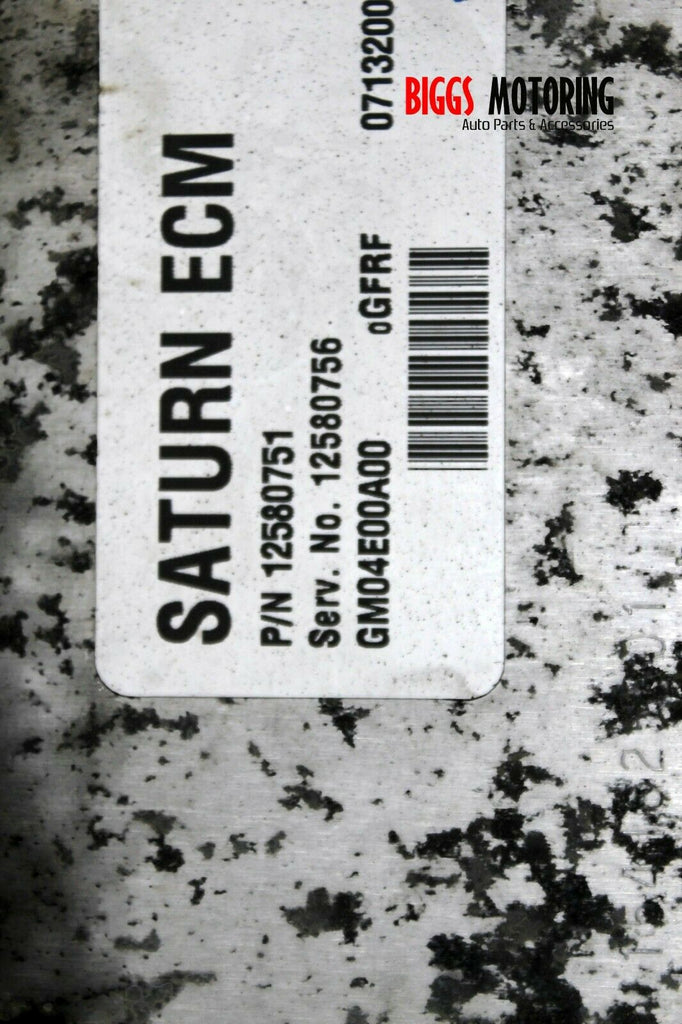 BIGGS MOTORING
Auto Parts & Accessories
SATURN ECM
P/N 12580751
Serv. No. 12580756
GM04E00A00 0GFRF 0713200